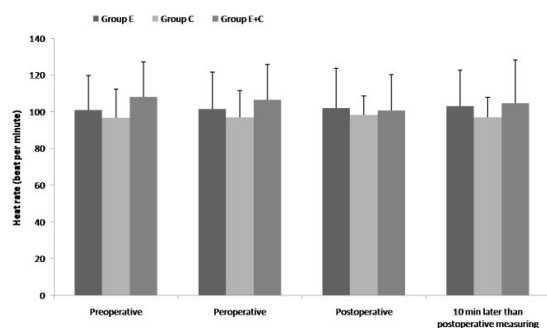 Group E Group C Group E+C
140
120
100
80
60
40
20
0
Heat rate (beat per minute)
Preoperative Peroperative Postoperative 10 min later than
postoperative measuring